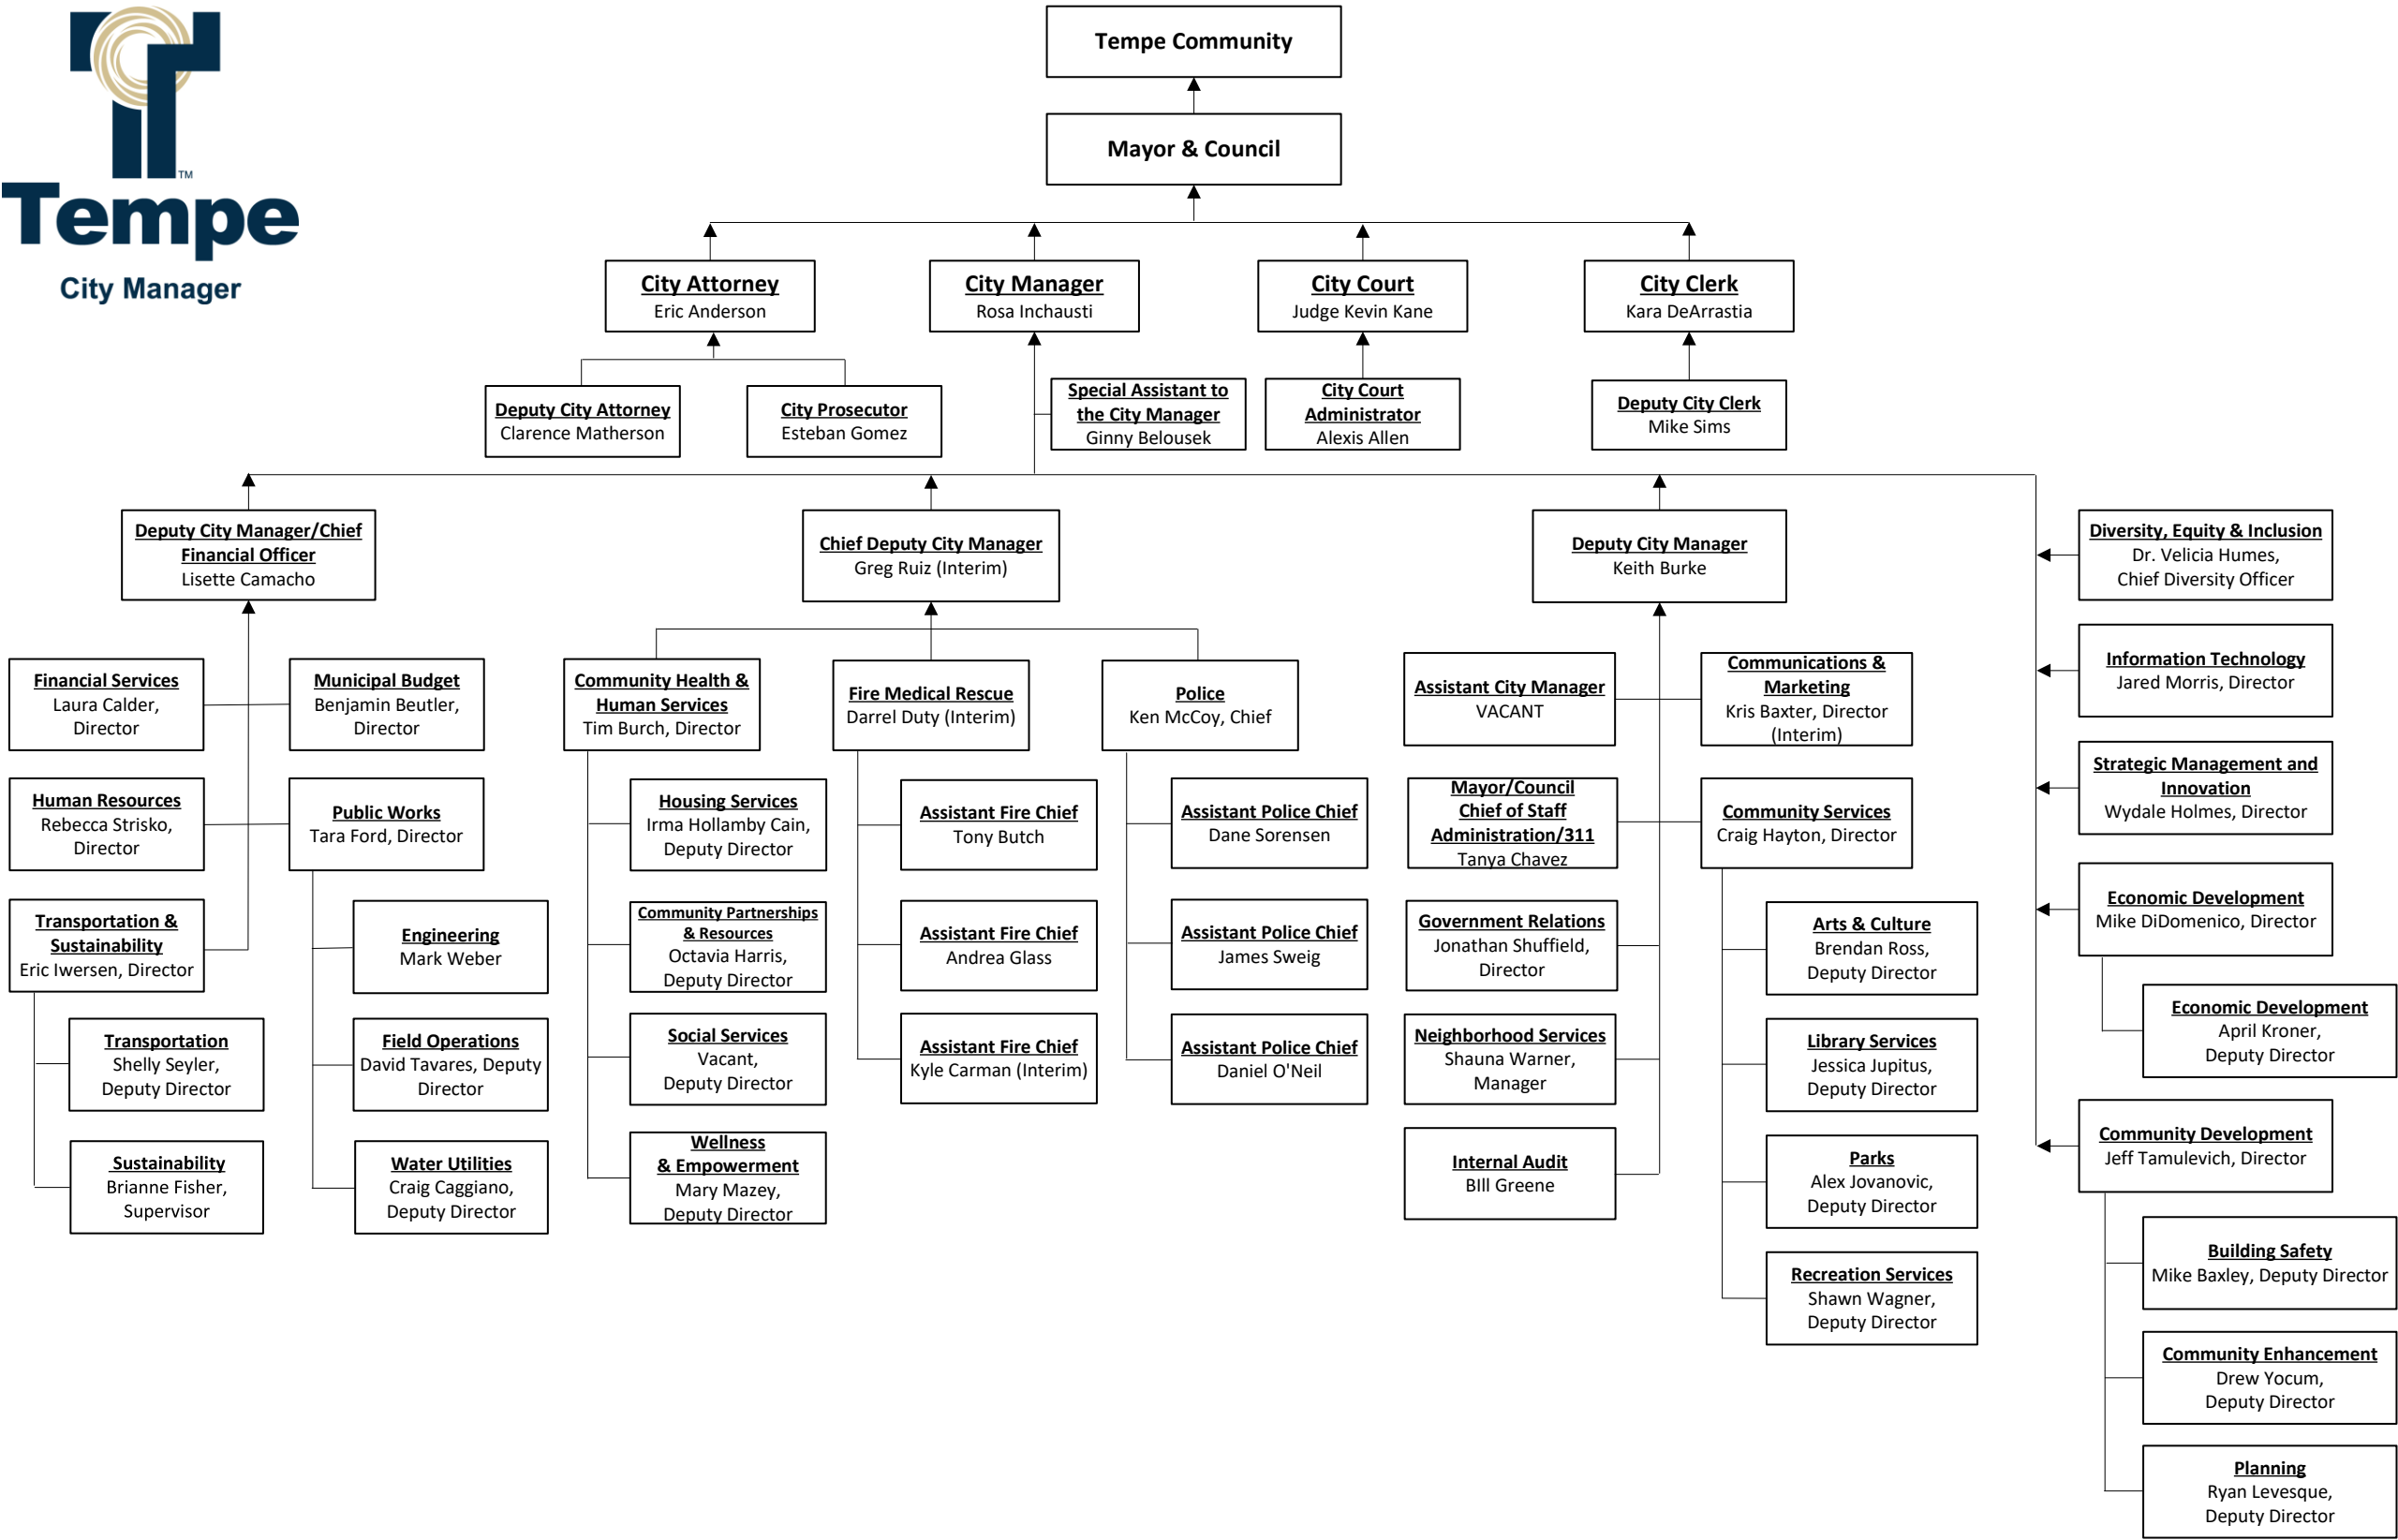 TM
Tempe
City Manager
Tempe Community
Mayor & Council
City Attorney
Eric Anderson
City Manager
Rosa Inchausti
City Court
Judge Kevin Kane
City Clerk
Kara DeArrastia
Deputy City Attorney
Clarence Matherson
City Prosecutor
Esteban Gomez
Special Assistant to
the City Manager
Ginny Belousek
City Court
Administrator
Alexis Allen
Deputy City Clerk
Mike Sims
Deputy City Manager/Chief
Financial Officer
Lisette Camacho
Chief Deputy City Manager
Greg Ruiz (Interim)
Deputy City Manager
Keith Burke
Financial Services
Laura Calder,
Director
Municipal Budget
Benjamin Beutler,
Director
Human Resources
Rebecca Strisko,
Director
Public Works
Tara Ford, Director
Transportation &
Sustainability
Eric Iwersen, Director
Transportation
Shelly Seyler,
Deputy Director
Sustainability
Brianne Fisher,
Supervisor
Engineering
Mark Weber
Field Operations
David Tavares, Deputy
Director
Water Utilities
Craig Caggiano,
Deputy Director
Community Health &
Human Services
Tim Burch, Director
Housing Services
Irma Hollamby Cain,
Deputy Director
Community Partnerships
& Resources
Octavia Harris,
Deputy Director
Social Services
Vacant,
Deputy Director
Wellness
& Empowerment
Mary Mazey,
Deputy Director
Fire Medical Rescue
Darrel Duty (Interim)
Assistant Fire Chief
Tony Butch
Assistant Fire Chief
Andrea Glass
Assistant Fire Chief
Kyle Carman (Interim)
Police
Ken McCoy, Chief
Assistant Police Chief
Dane Sorensen
Assistant Police Chief
James Sweig
Assistant Police Chief
Daniel O'Neil
Assistant City Manager
VACANT
Communications &
Marketing
Kris Baxter, Director
(Interim)
Mayor/Council
Chief of Staff
Administration/311
Tanya Chavez
Community Services
Craig Hayton, Director
Government Relations
Jonathan Shuffield,
Director
Neighborhood Services
Shauna Warner,
Manager
Internal Audit
BIll Greene
Arts & Culture
Brendan Ross,
Deputy Director
Library Services
Jessica Jupitus,
Deputy Director
Parks
Alex Jovanovic,
Deputy Director
Recreation Services
Shawn Wagner,
Deputy Director
Diversity, Equity & Inclusion
Dr. Velicia Humes,
Chief Diversity Officer
Information Technology
Jared Morris, Director
Strategic Management and
Innovation
Wydale Holmes, Director
Economic Development
Mike DiDomenico, Director
Economic Development
April Kroner,
Deputy Director
Community Development
Jeff Tamulevich, Director
Building Safety
Mike Baxley, Deputy Director
Community Enhancement
Drew Yocum,
Deputy Director
Planning
Ryan Levesque,
Deputy Director